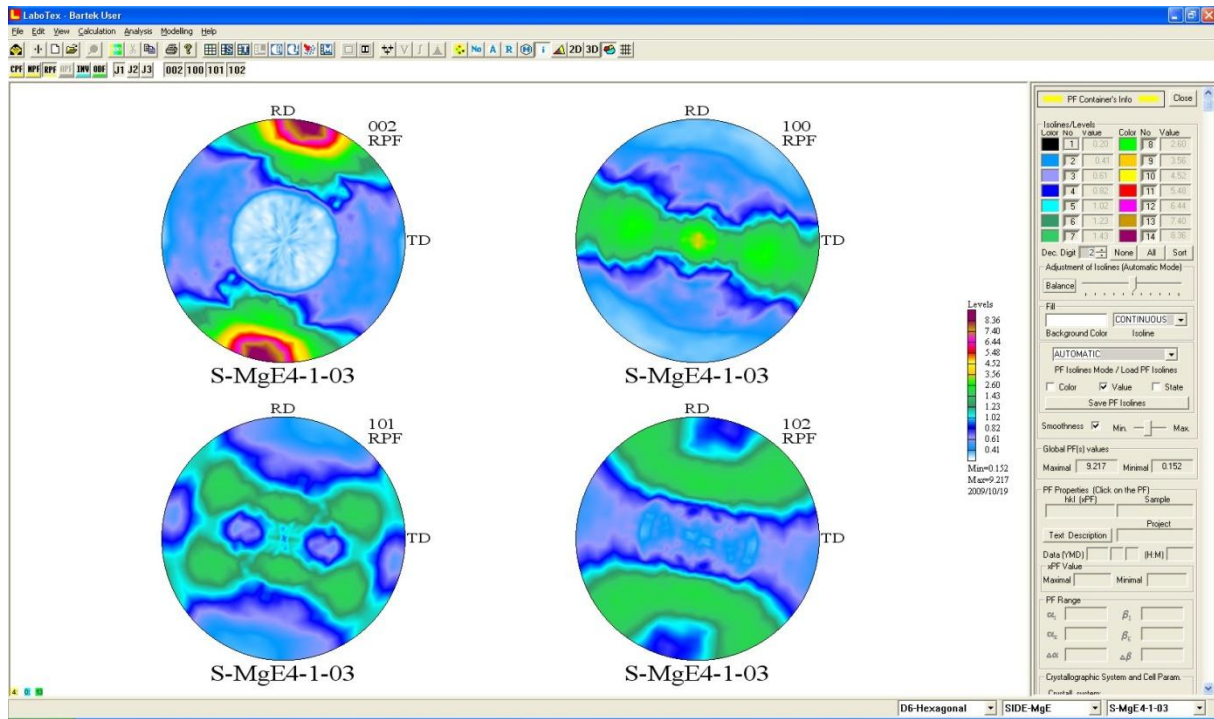 LaboTex - Bartek User
File Edit View Calculation Analysis Modelling Help
No A R i 2D 3D
CPF NPF RPF INV ODF J1 J2 J3 002 100 101 102
RD
002
RPF
TD
S-MgE4-1-03
RD
100
RPF
TD
S-MgE4-1-03
RD
101
RPF
TD
S-MgE4-1-03
RD
102
RPF
TD
S-MgE4-1-03
Levels
8.36
7.40
6.44
5.48
4.52
3.56
2.60
1.43
1.23
1.02
0.82
0.61
0.41
Min=0.152
Max=9.217
2009/10/19
PF Container's Info Close
Isolines/Levels
Color No Value Color No Value
1 0.20 8 2.60
2 0.41 9 3.56
3 0.61 10 4.52
4 0.82 11 5.48
5 1.02 12 6.44
6 1.23 13 7.40
7 1.43 14 8.36
Dec. Digit 2 None All Sort
Adjustment of Isolines (Automatic Mode)
Balance
Fill
CONTINUOUS
Background Color Isoline
AUTOMATIC
PF Isolines Mode / Load PF Isolines
Color Value State
Save PF Isolines
Smoothness Min. Max.
Global PF(s) values
Maximal 9.217 Minimal 0.152
PF Properties (Click on the PF)
hkl (xPF) Sample
Project
Text Description
Data (YMD) (H:M)
xPF Value
Maximal Minimal
PF Range
Δα Δβ
Crystallographic System and Cell Param.
Crystall. system:
D6-Hexagonal SIDE-MgE S-MgE4-1-03